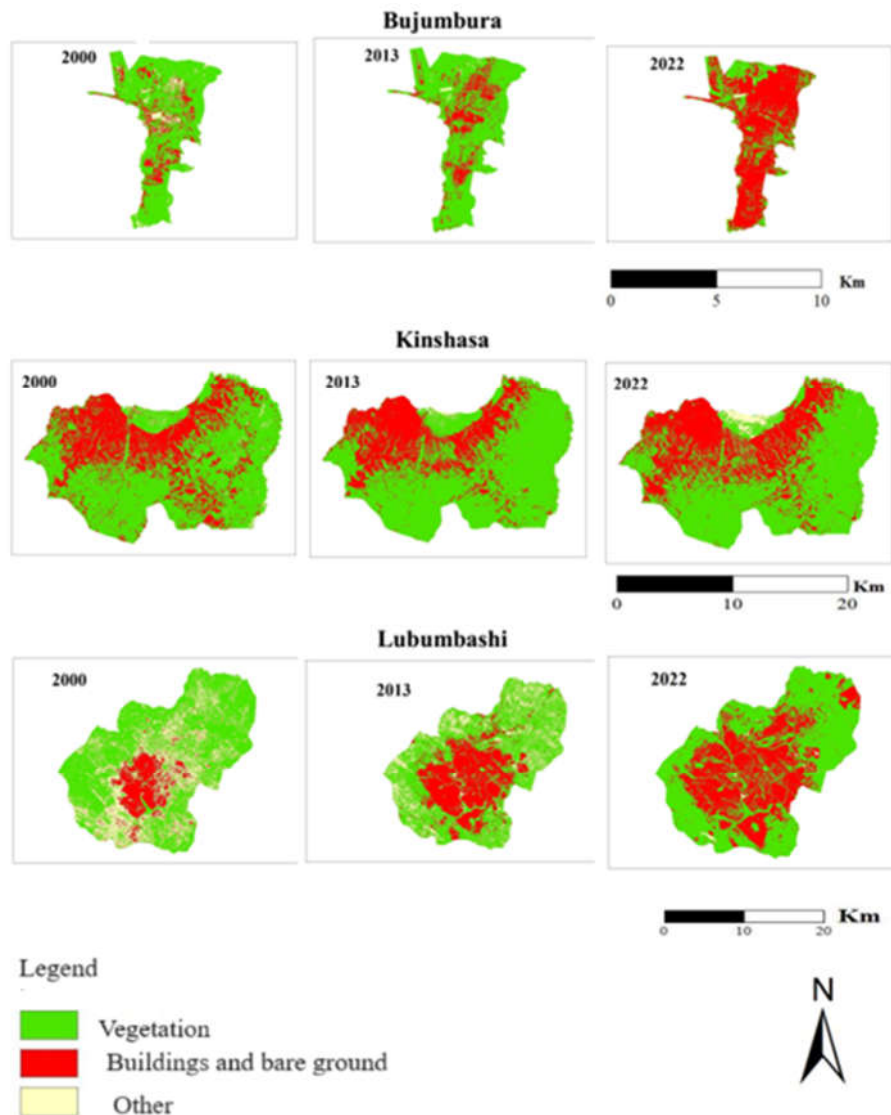 Bujumbura
2000
2013
2022
0 5 10 Km
Kinshasa
2000
2013
2022
0 10 20 Km
Lubumbashi
2000
2013
2022
0 10 20 Km
Legend
N
Vegetation
Buildings and bare ground
Other